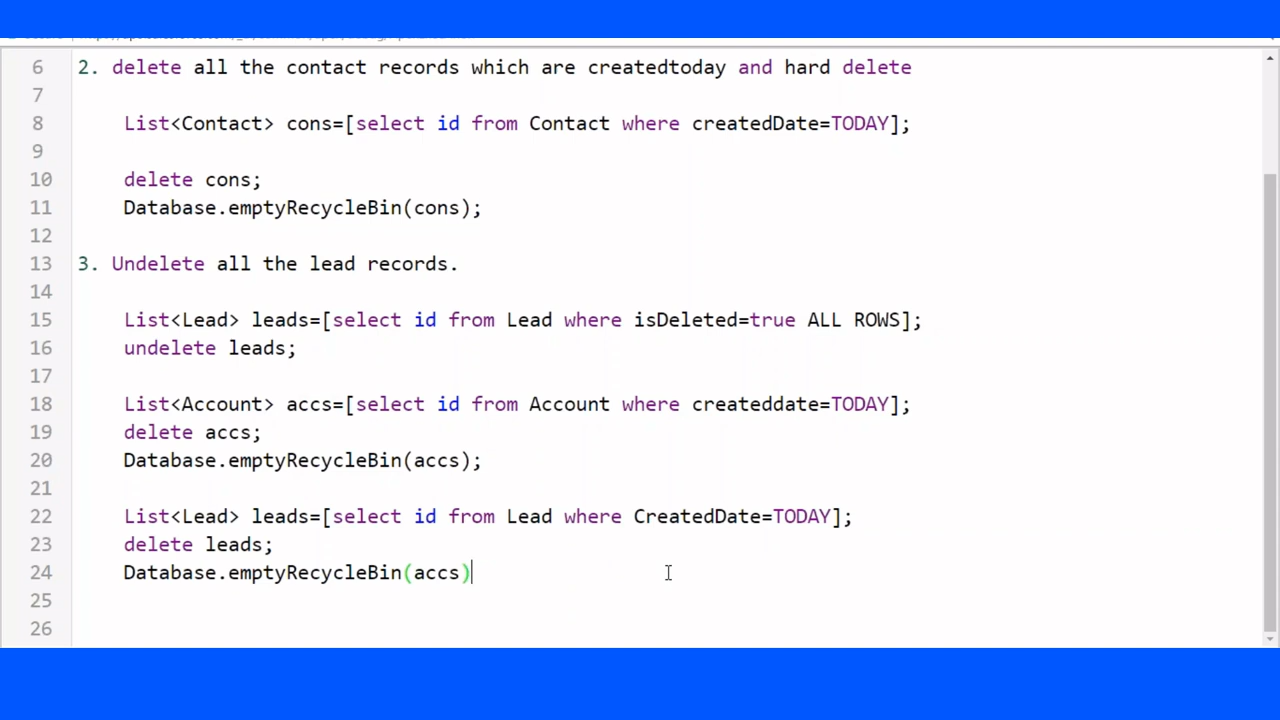 6 2. delete all the contact records which are createdtoday and hard delete
7
8 List<Contact> cons=[select id from Contact where createdDate=TODAY];
9
10 delete cons;
11 Database.emptyRecycleBin(cons);
12
13 3. Undelete all the lead records.
14
15 List<Lead> leads=[select id from Lead where isDeleted=true ALL ROWS];
16 undelete leads;
17
18 List<Account> accs=[select id from Account where createddate=TODAY];
19 delete accs;
20 Database.emptyRecycleBin(accs);
21
22 List<Lead> leads=[select id from Lead where CreatedDate=TODAY];
23 delete leads;
24 Database.emptyRecycleBin(accs)
25
26